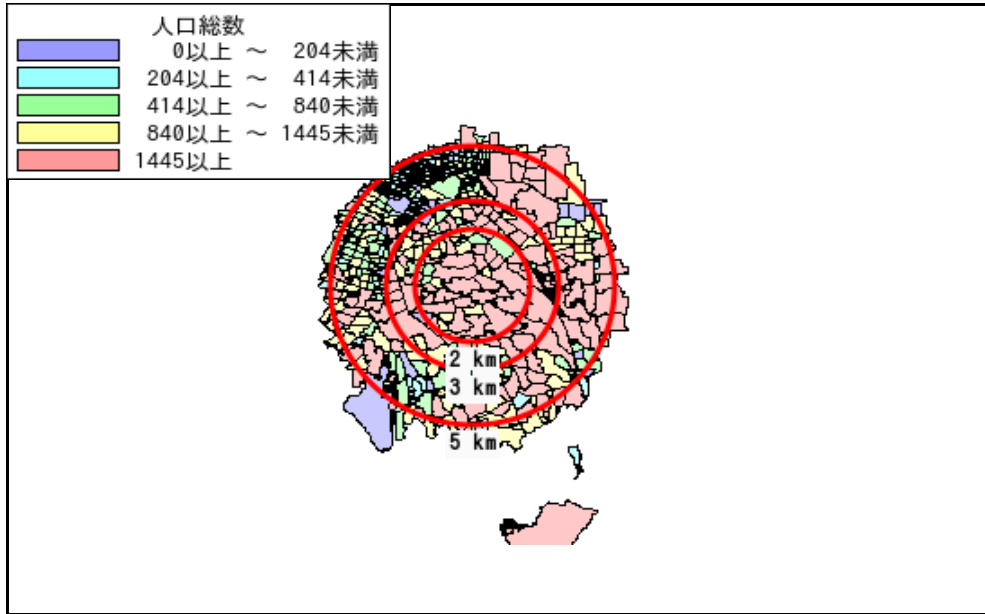 人口総数
0以上 ～ 204未満
204以上 ～ 414未満
414以上 ～ 840未満
840以上 ～ 1445未満
1445以上
2 km
3 km
5 km